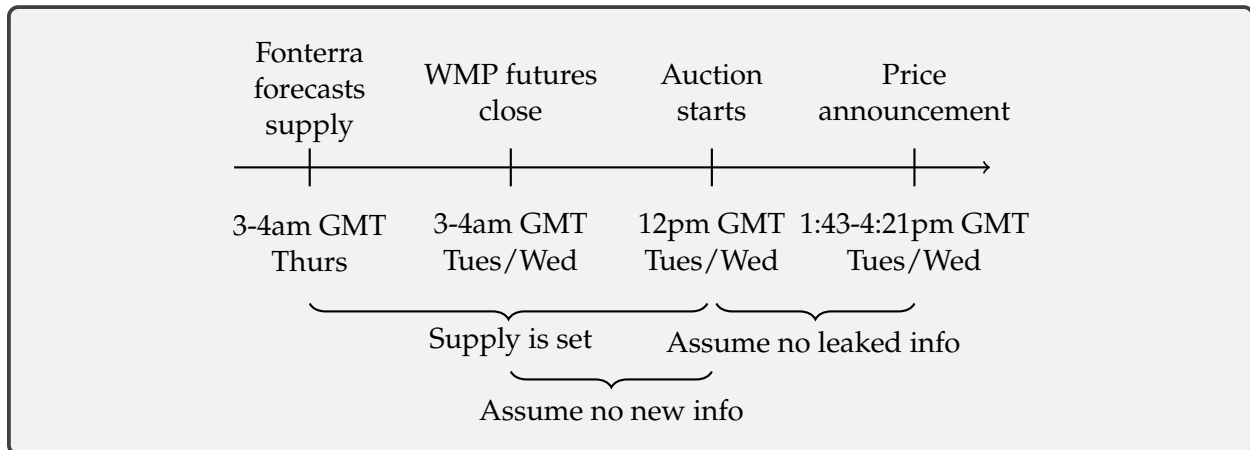 Fonterra
forecasts
supply
WMP futures
close
Auction
starts
Price
announcement
3-4am GMT
Thurs
3-4am GMT
Tues/Wed
12pm GMT
Tues/Wed
1:43-4:21pm GMT
Tues/Wed
Supply is set
Assume no leaked info
Assume no new info